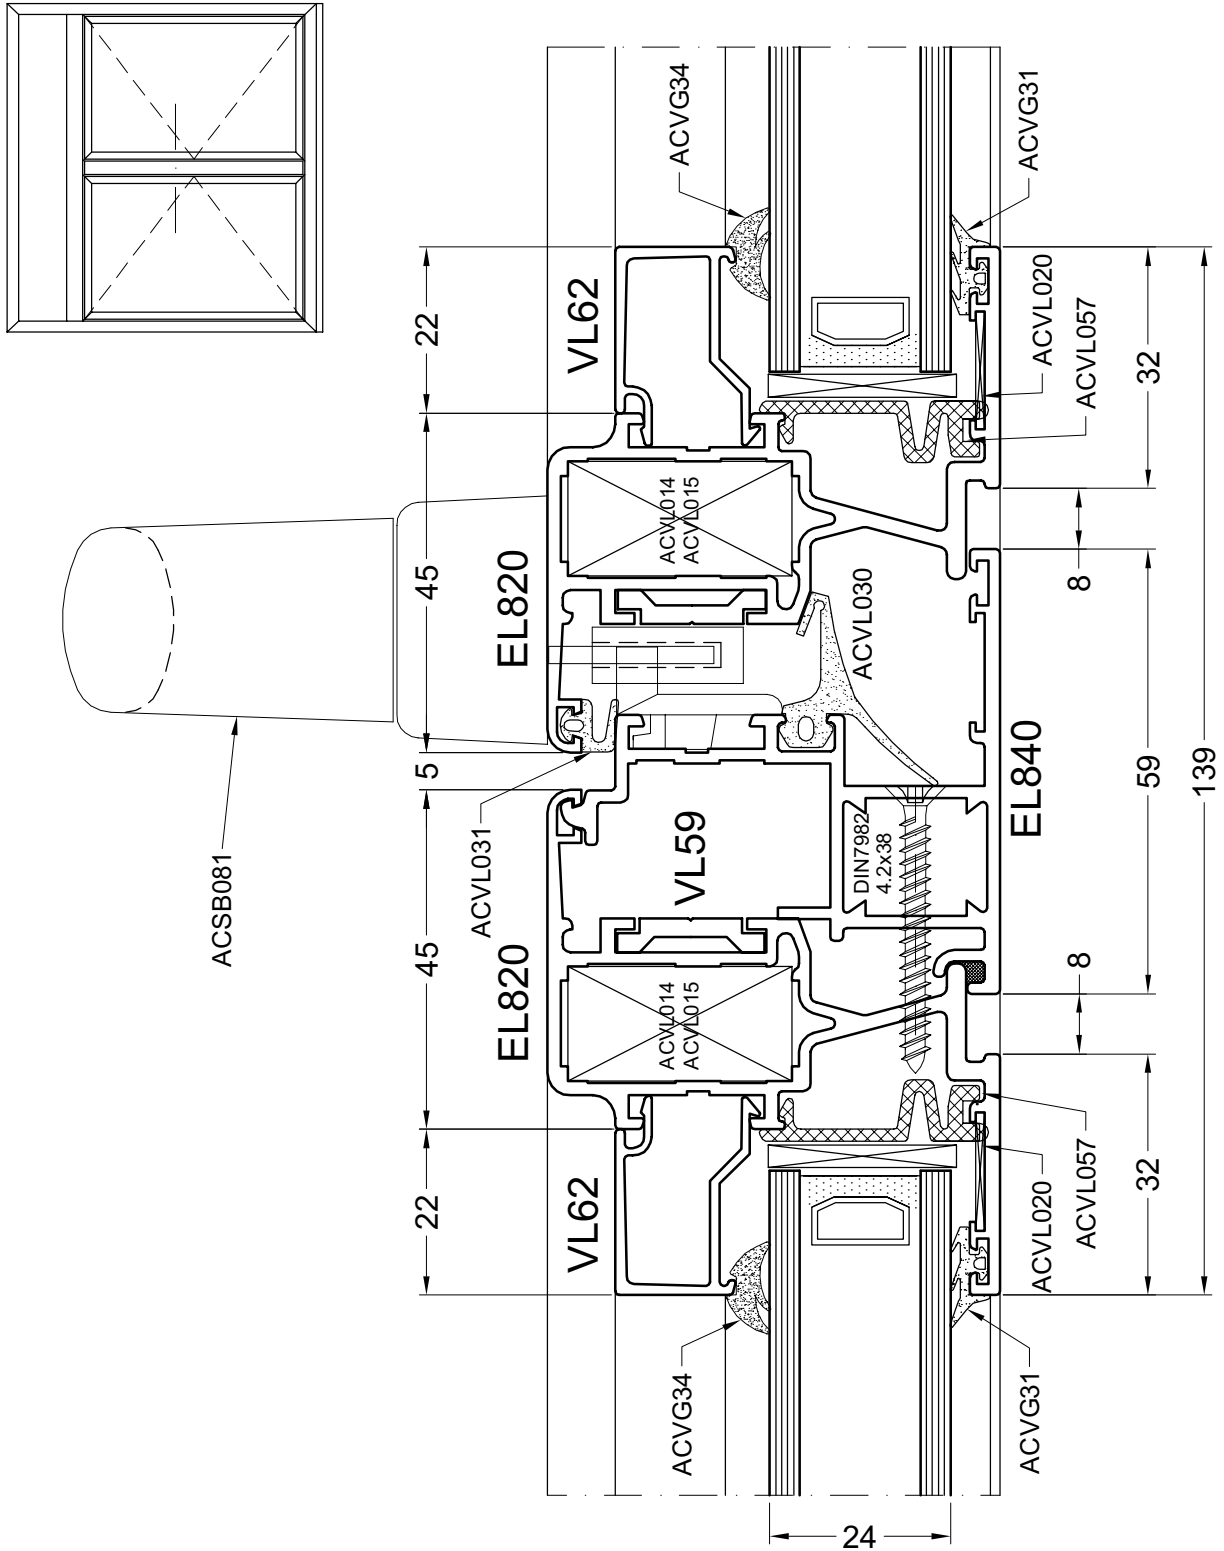 ACVG34
ACVG31
ACVL020
ACVL057
VL62
22
32
139
ACVL014
ACVL015
EL820
45
8
ACVL030
ACSB081
5
ACVL031
VL59
DIN7982
4.2x38
EL840
59
EL820
45
ACVL014
ACVL015
8
VL62
22
32
ACVL057
ACVL020
ACVG34
ACVG31
24